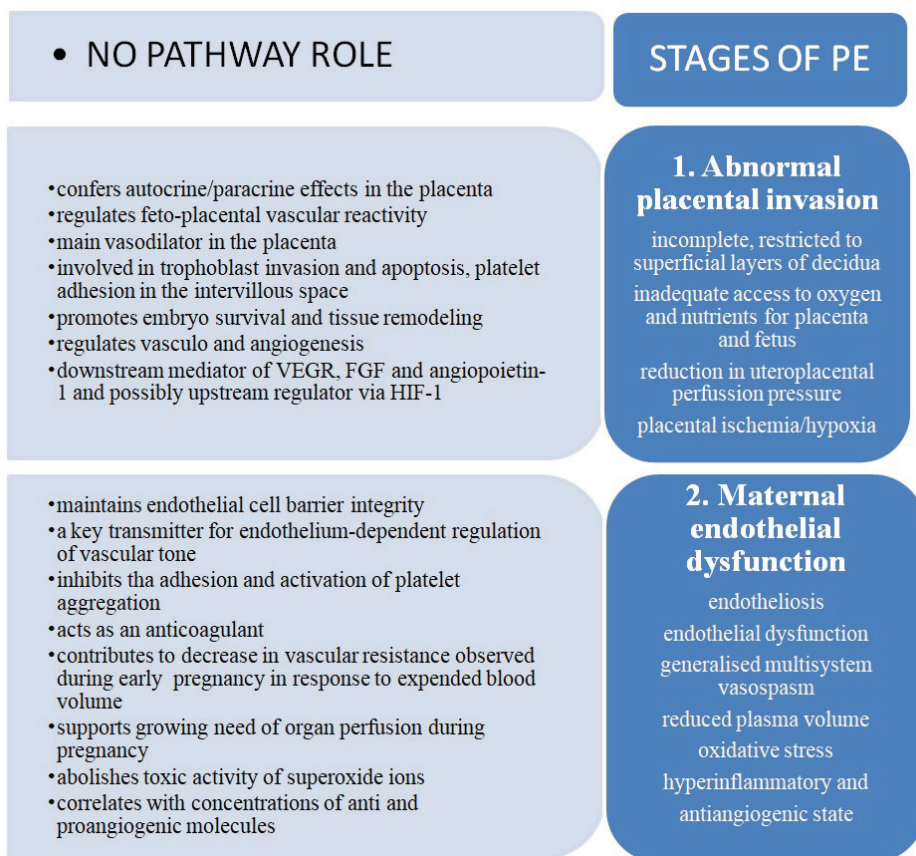 • NO PATHWAY ROLE
STAGES OF PE
•confers autocrine/paracrine effects in the placenta
•regulates feto-placental vascular reactivity
•main vasodilator in the placenta
•involved in trophoblast invasion and apoptosis, platelet
adhesion in the intervillous space
•promotes embryo survival and tissue remodeling
•regulates vasculo and angiogenesis
•downstream mediator of VEGR, FGF and angiopoietin-
1 and possibly upstream regulator via HIF-1
1. Abnormal
placental invasion
incomplete, restricted to
superficial layers of decidua
inadequate access to oxygen
and nutrients for placenta
and fetus
reduction in uteroplacental
perfussion pressure
placental ischemia/hypoxia
•maintains endothelial cell barrier integrity
•a key transmitter for endothelium-dependent regulation
of vascular tone
•inhibits tha adhesion and activation of platelet
aggregation
•acts as an anticoagulant
•contributes to decrease in vascular resistance observed
during early pregnancy in response to expended blood
volume
•supports growing need of organ perfusion during
pregnancy
•abolishes toxic activity of superoxide ions
•correlates with concentrations of anti and
proangiogenic molecules
2. Maternal
endothelial
dysfunction
endotheliosis
endothelial dysfunction
generalised multisystem
vasospasm
reduced plasma volume
oxidative stress
hyperinflammatory and
antiangiogenic state